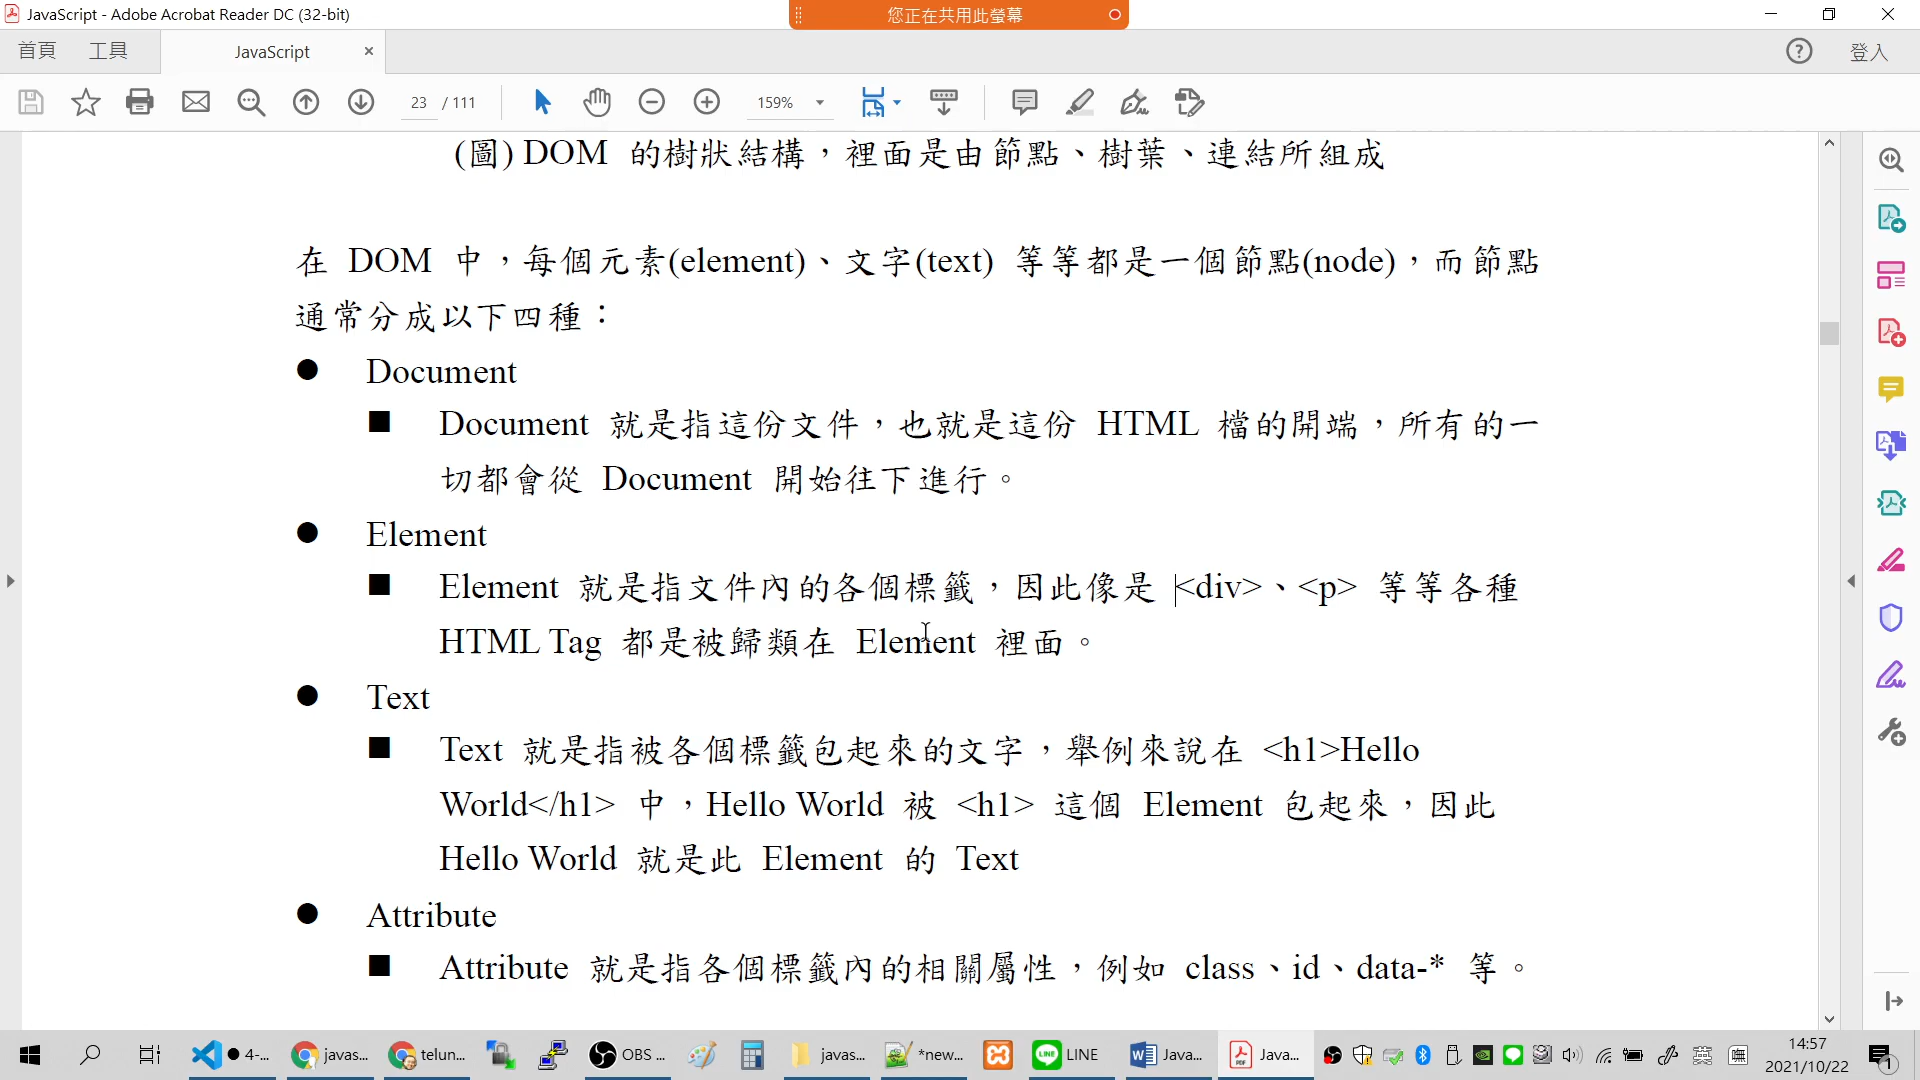 JavaScript - Adobe Acrobat Reader DC (32-bit)
您正在共用此螢幕
首頁 工具 JavaScript × 登入
23 / 111 159%
(圖) DOM 的樹狀結構，裡面是由節點、樹葉、連結所組成
在 DOM 中，每個元素(element)、文字(text) 等等都是一個節點(node)，而節點
通常分成以下四種：
● Document
■ Document 就是指這份文件，也就是這份 HTML 檔的開端，所有的一
切都會從 Document 開始往下進行。
● Element
■ Element 就是指文件內的各個標籤，因此像是 <div>、<p> 等等各種
HTML Tag 都是被歸類在 Element 裡面。
● Text
■ Text 就是指被各個標籤包起來的文字，舉例來說在 <h1>Hello
World</h1> 中，Hello World 被 <h1> 這個 Element 包起來，因此
Hello World 就是此 Element 的 Text
● Attribute
■ Attribute 就是指各個標籤內的相關屬性，例如 class、id、data-* 等。
● 4-... javas... telun... OBS ... javas... *new... LINE Java... Java... 英 14:57
2021/10/22 1